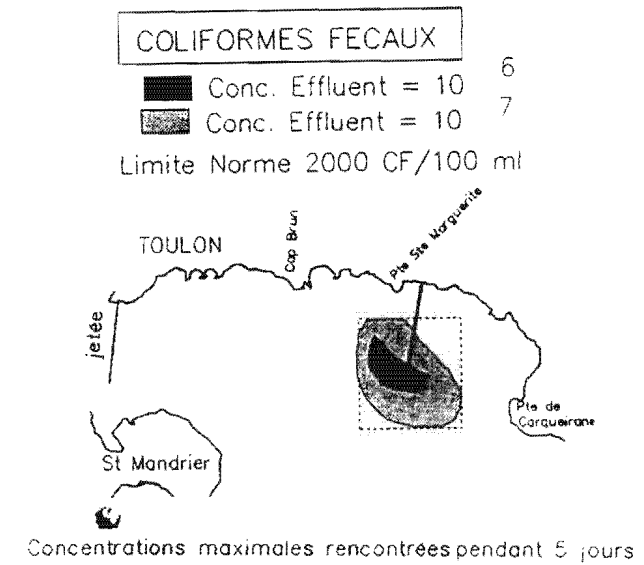 COLIFORMES FECAUX
Conc. Effluent = 10 6
Conc. Effluent = 10 7
Limite Norme 2000 CF/100 ml
TOULON
Cap Brun
Pte Ste Marguerite
jetée
Pte de
Carqueirane
St Mandrier
Concentrations maximales rencontrées pendant 5 jours